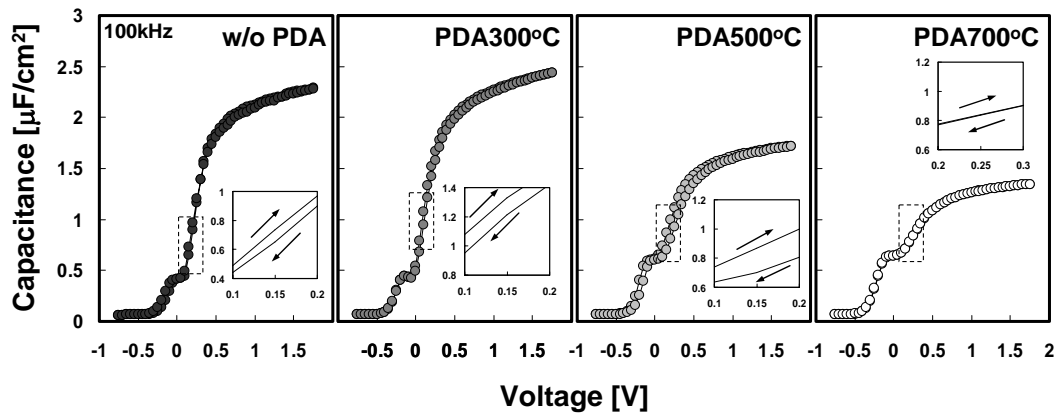 100kHz
w/o PDA
PDA300°C
PDA500°C
PDA700°C
Capacitance [μF/cm²]
3
2.5
2
1.5
1
0.5
0
1
0.8
0.6
0.4
0.1 0.15 0.2
1.4
1.2
1
0.8
0.1 0.15 0.2
1.2
1
0.8
0.6
0.1 0.15 0.2
1.2
1
0.8
0.6
0.2 0.25 0.3
-1 -0.5 0 0.5 1 1.5
-0.5 0 0.5 1 1.5
-0.5 0 0.5 1 1.5
-1 -0.5 0 0.5 1 1.5 2
Voltage [V]